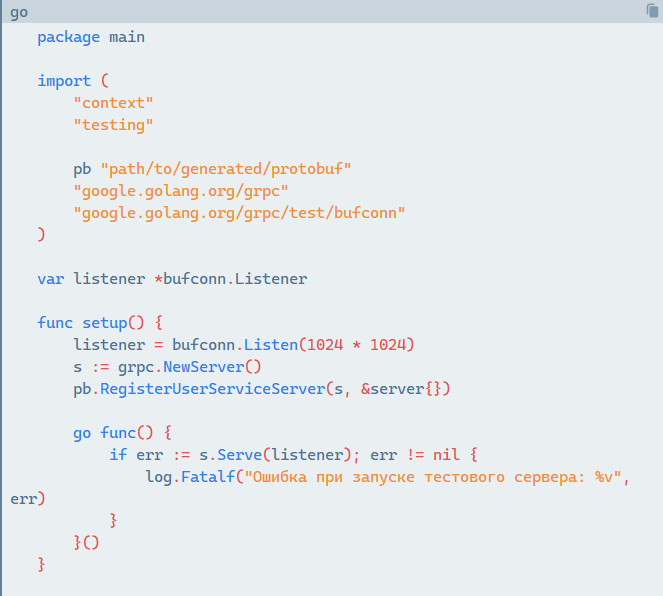 go
package main
import (
"context"
"testing"
pb "path/to/generated/protobuf"
"google.golang.org/grpc"
"google.golang.org/grpc/test/bufconn"
)
var listener *bufconn.Listener
func setup() {
listener = bufconn.Listen(1024 * 1024)
s := grpc.NewServer()
pb.RegisterUserServiceServer(s, &server{})
go func() {
if err := s.Serve(listener); err != nil {
log.Fatalf("Ошибка при запуске тестового сервера: %v",
err)
}
}()
}